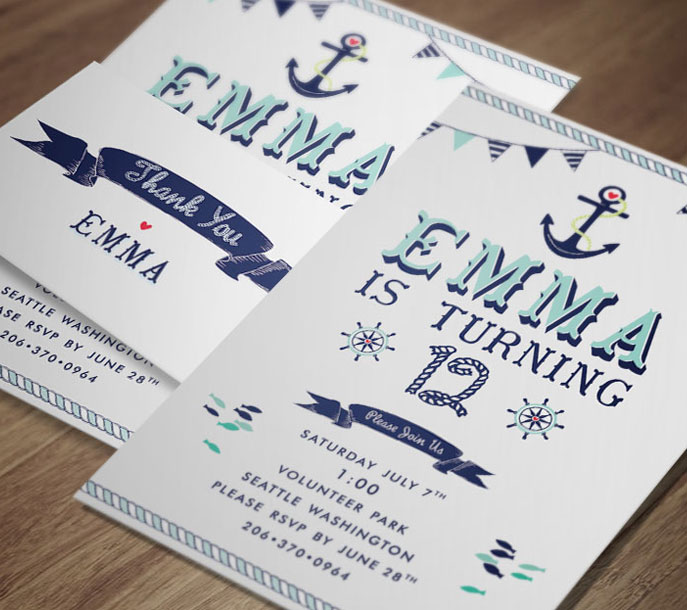 EMMA
Thank You
EMMA
SEATTLE WASHINGTON
PLEASE RSVP BY JUNE 28TH
206•370•0964
EMMA
IS TURNING
12
Please Join Us
SATURDAY JULY 7TH
1:00
VOLUNTEER PARK
SEATTLE WASHINGTON
PLEASE RSVP BY JUNE 28TH
206•370•0964